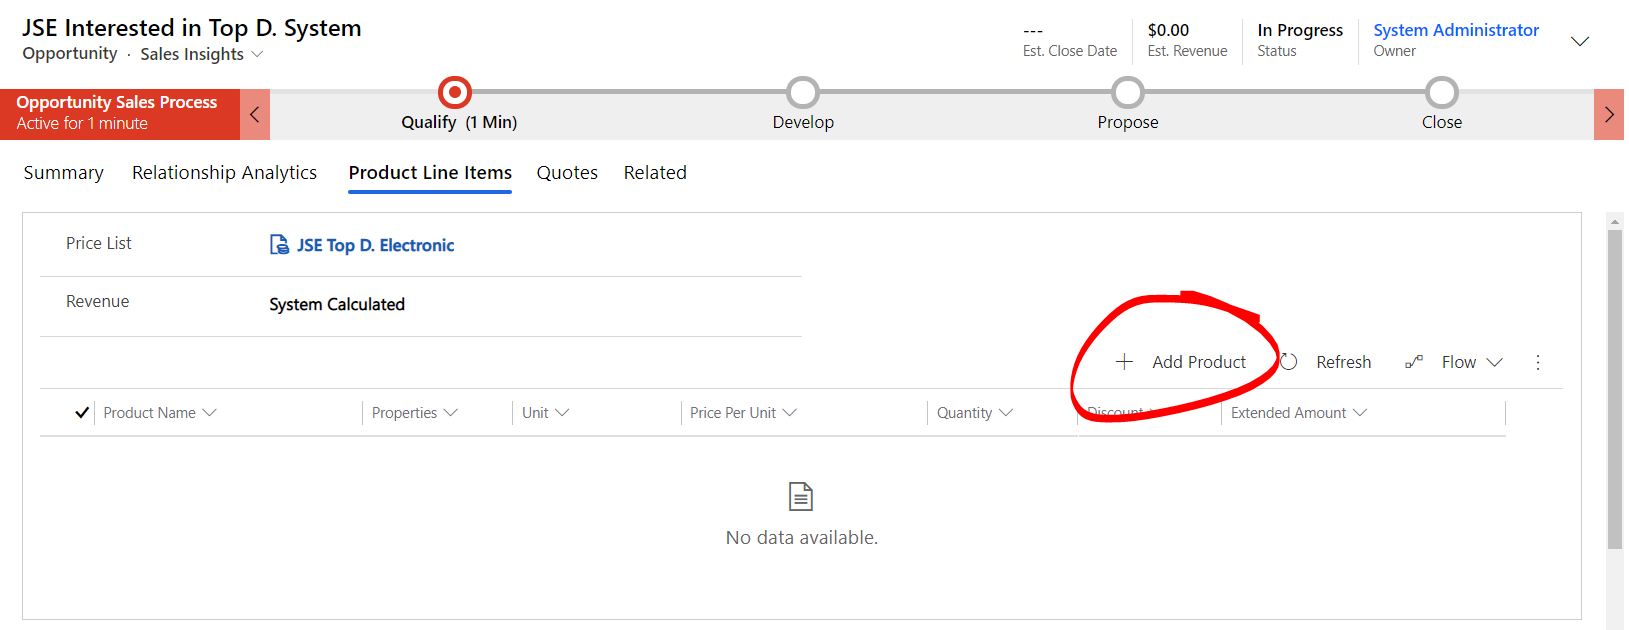 JSE Interested in Top D. System
Opportunity · Sales Insights
---
Est. Close Date
$0.00
Est. Revenue
In Progress
Status
System Administrator
Owner
Opportunity Sales Process
Active for 1 minute
Qualify (1 Min)
Develop
Propose
Close
Summary Relationship Analytics Product Line Items Quotes Related
Price List JSE Top D. Electronic
Revenue System Calculated
Add Product Refresh Flow
Product Name Properties Unit Price Per Unit Quantity Discount Extended Amount
No data available.